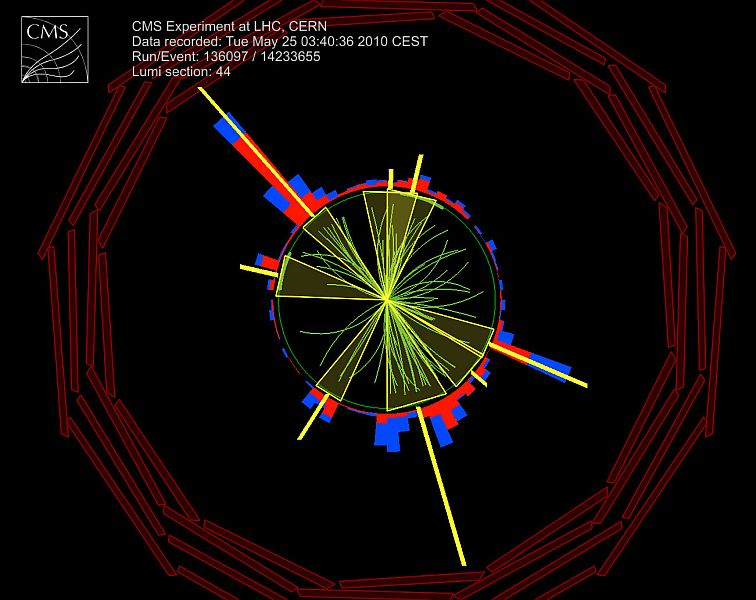 CMS
CMS Experiment at LHC, CERN
Data recorded: Tue May 25 03:40:36 2010 CEST
Run/Event: 136097 / 14233655
Lumi section: 44